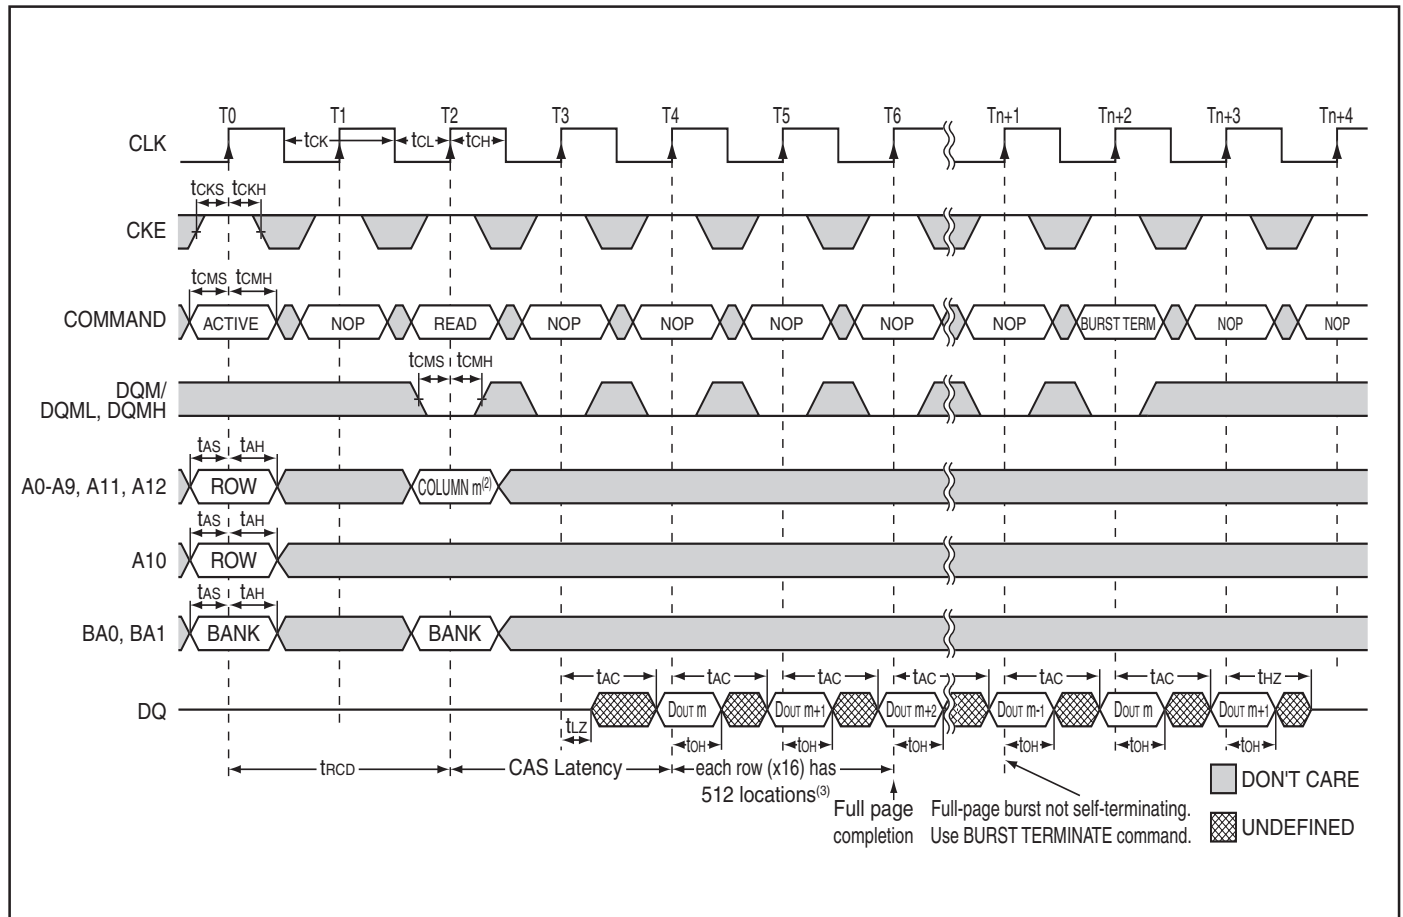 T0 T1 T2 T3 T4 T5 T6 Tn+1 Tn+2 Tn+3 Tn+4
CLK tCK tCL tCH
tCKS tCKH
CKE
tCMS tCMH
COMMAND ACTIVE NOP READ NOP NOP NOP NOP NOP BURST TERM NOP NOP
tCMS tCMH
DQM/
DQML, DQMH
tAS tAH
A0-A9, A11, A12 ROW COLUMN m(2)
tAS tAH
A10 ROW
tAS tAH
BA0, BA1 BANK BANK
tAC tAC tAC tAC tAC tAC tHZ
DQ DOUT m DOUT m+1 DOUT m+2 DOUT m-1 DOUT m DOUT m+1
tLZ tOH tOH tOH tOH tOH tOH
tRCD CAS Latency each row (x16) has
512 locations(3)
Full page
completion
Full-page burst not self-terminating.
Use BURST TERMINATE command.
DON'T CARE
UNDEFINED